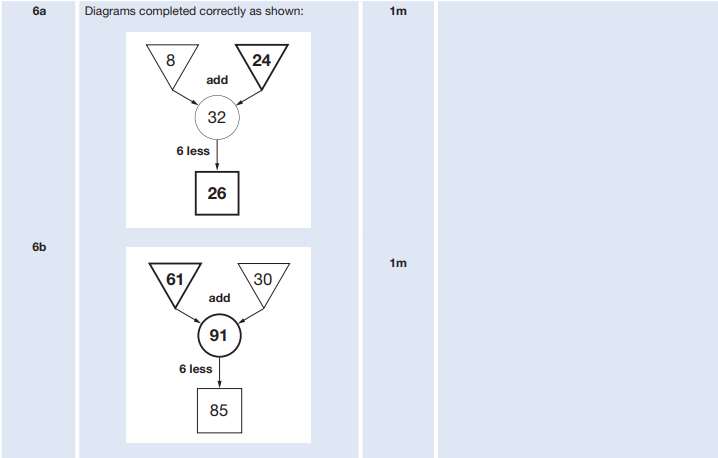 6a Diagrams completed correctly as shown: 1m
8 24
add
32
6 less
26
6b
1m
61 30
add
91
6 less
85